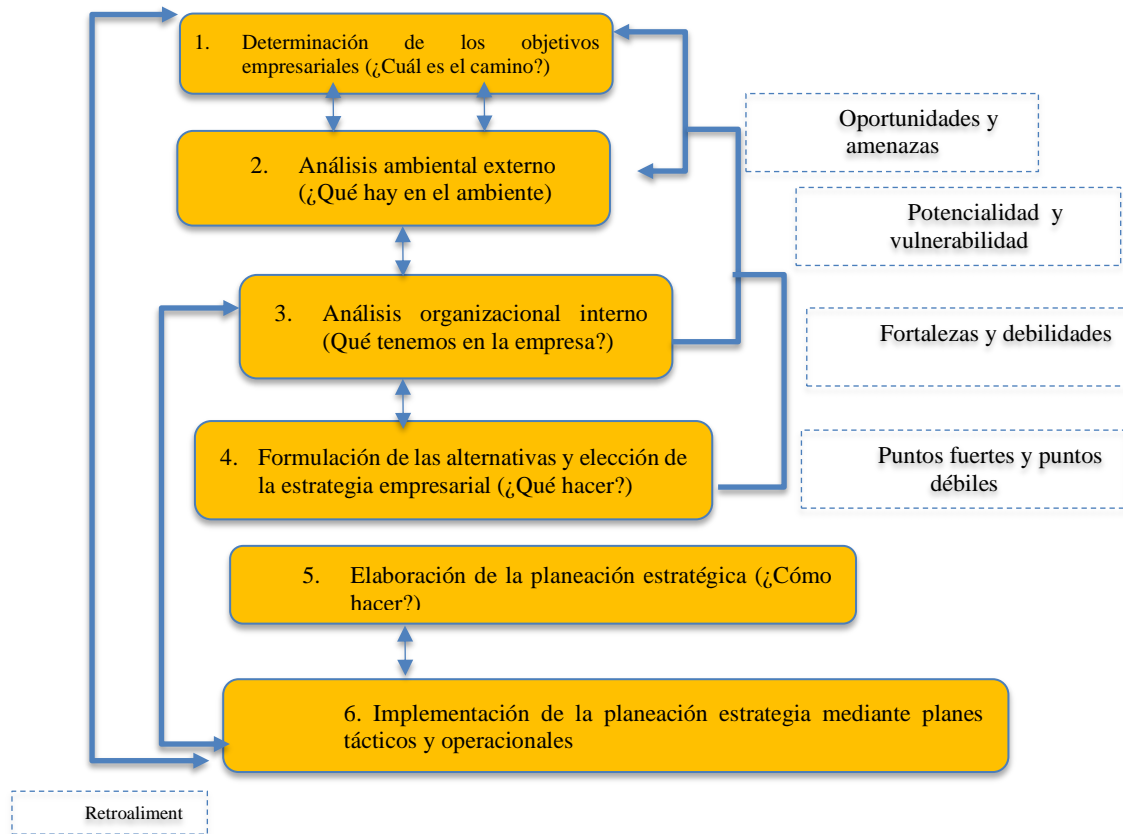 1. Determinación de los objetivos
empresariales (¿Cuál es el camino?)
2. Análisis ambiental externo
(¿Qué hay en el ambiente)
3. Análisis organizacional interno
(Qué tenemos en la empresa?)
4. Formulación de las alternativas y elección de
la estrategia empresarial (¿Qué hacer?)
5. Elaboración de la planeación estratégica (¿Cómo
hacer?)
6. Implementación de la planeación estrategia mediante planes
tácticos y operacionales
Oportunidades y
amenazas
Potencialidad y
vulnerabilidad
Fortalezas y debilidades
Puntos fuertes y puntos
débiles
Retroaliment